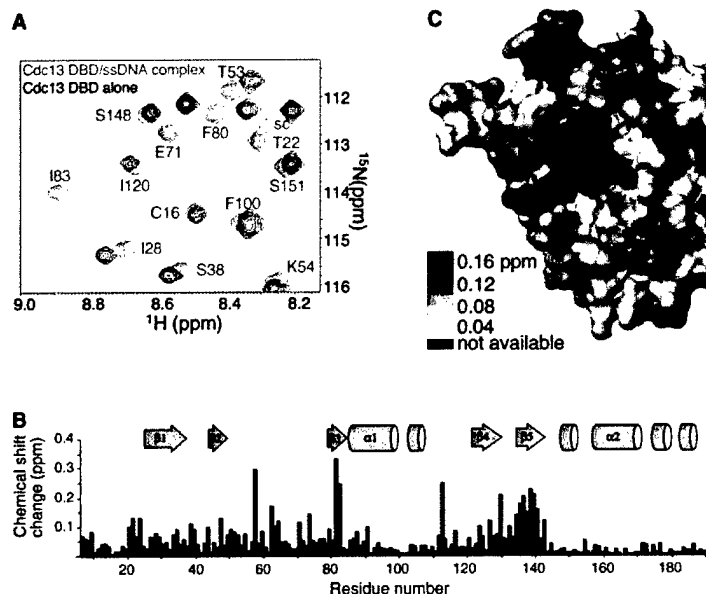 A
Cdc13 DBD/ssDNA complex
Cdc13 DBD alone
T53
S148
F80
sc
E71
T22
I83
I120
S151
C16
F100
I28
S38
K54
112
113
114
115
116
¹⁵N(ppm)
9.0 8.8 8.6 8.4 8.2
¹H (ppm)
C
0.16 ppm
0.12
0.08
0.04
not available
B
β1 β2 β3 α1 β4 β5 α2
Chemical shift
change (ppm)
0.4
0.3
0.2
0.1
20 40 60 80 100 120 140 160 180
Residue number